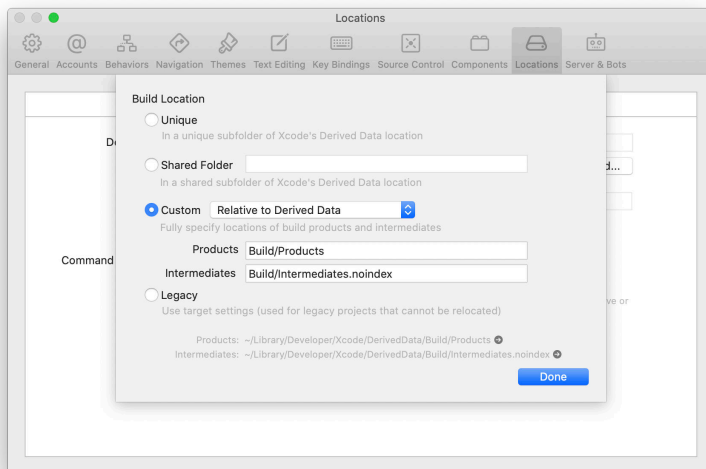 Locations
General Accounts Behaviors Navigation Themes Text Editing Key Bindings Source Control Components Locations Server & Bots
Build Location
Unique
In a unique subfolder of Xcode's Derived Data location
Shared Folder
In a shared subfolder of Xcode's Derived Data location
Custom Relative to Derived Data
Fully specify locations of build products and intermediates
Products Build/Products
Command
Intermediates Build/Intermediates.noindex
Legacy
ve or
Use target settings (used for legacy projects that cannot be relocated)
Products: ~/Library/Developer/Xcode/DerivedData/Build/Products
Intermediates: ~/Library/Developer/Xcode/DerivedData/Build/Intermediates.noindex
Done